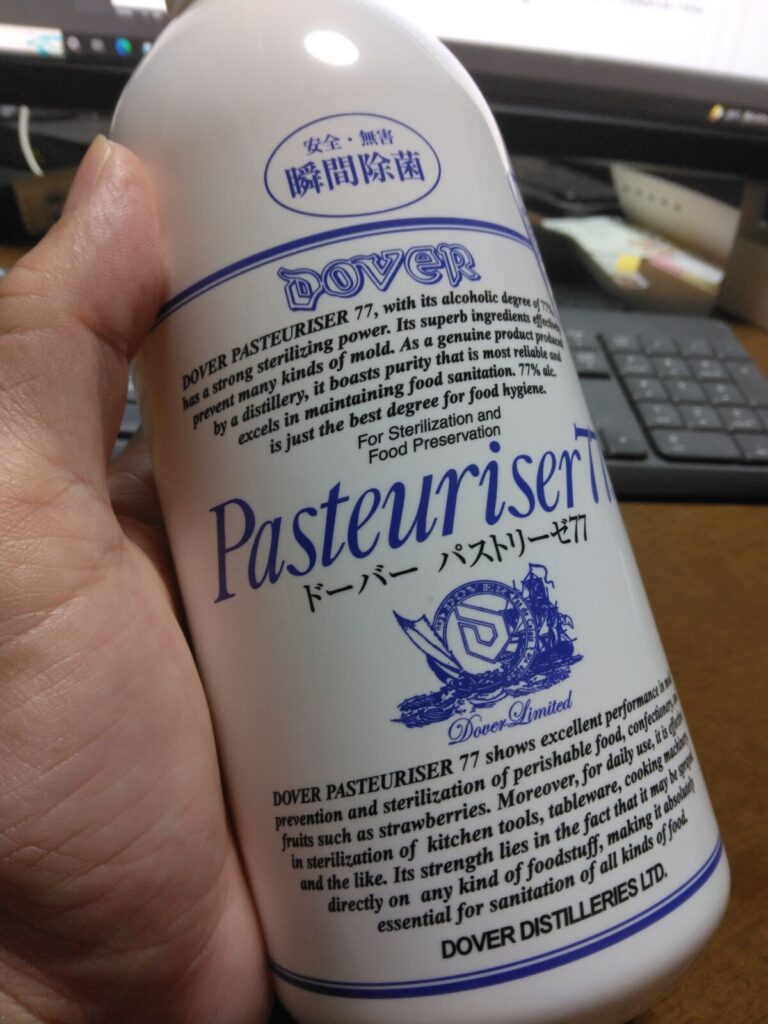 安全・無害
瞬間除菌
DOVER
DOVER PASTEURISER 77, with its alcoholic degree of 77%,
has a strong sterilizing power. Its superb ingredients effectively
prevent many kinds of mold. As a genuine product produced
by a distillery, it boasts purity that is most reliable and
excels in maintaining food sanitation. 77% alc.
is just the best degree for food hygiene.
For Sterilization and
Food Preservation
Pasteuriser77
ドーバー パストリーゼ77
DOVER
Dover Limited
DOVER PASTEURISER 77 shows excellent performance in
prevention and sterilization of perishable food, confectionary,
fruits such as strawberries. Moreover, for daily use, it is
in sterilization of kitchen tools, tableware, cooking
and the like. Its strength lies in the fact that it may be
directly on any kind of foodstuff, making it absolutely
essential for sanitation of all kinds of food.
DOVER DISTILLERIES LTD.